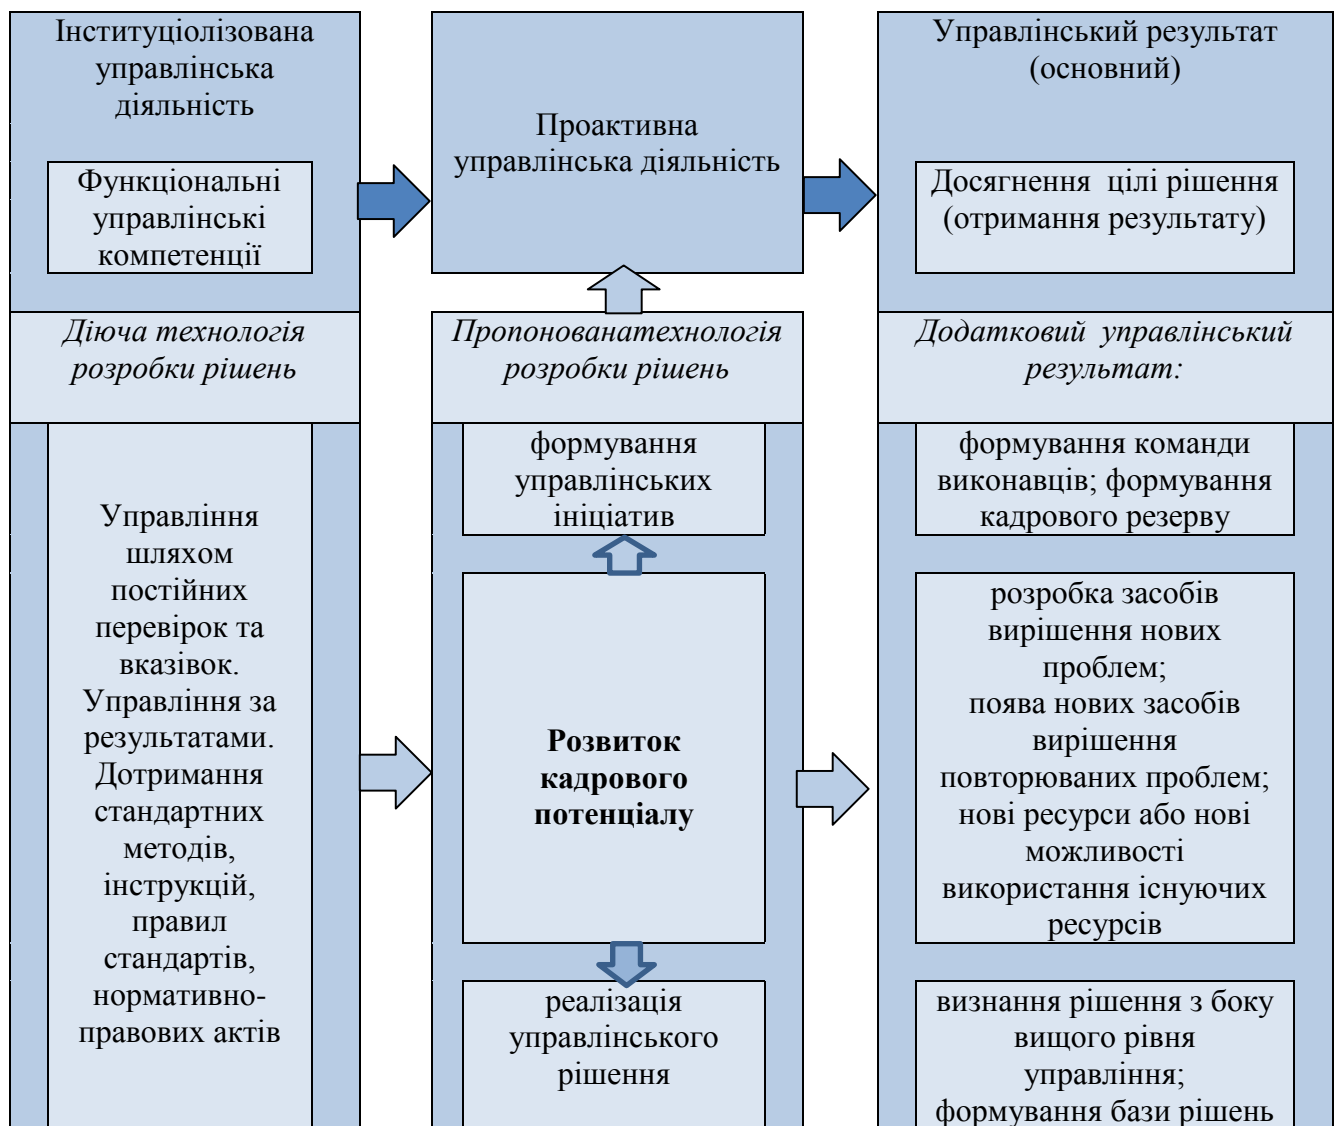 Інституціолізована
управлінська
діяльність
Функціональні
управлінські
компетенції
Проактивна
управлінська діяльність
Управлінський результат
(основний)
Досягнення цілі рішення
(отримання результату)
Діюча технологія
розробки рішень
Пропонованатехнологія
розробки рішень
Додатковий управлінський
результат:
Управління
шляхом
постійних
перевірок та
вказівок.
Управління за
результатами.
Дотримання
стандартних
методів,
інструкцій,
правил
стандартів,
нормативно-
правових актів
формування
управлінських
ініціатив
Розвиток
кадрового
потенціалу
реалізація
управлінського
рішення
формування команди
виконавців; формування
кадрового резерву
розробка засобів
вирішення нових
проблем;
поява нових засобів
вирішення
повторюваних проблем;
нові ресурси або нові
можливості
використання існуючих
ресурсів
визнання рішення з боку
вищого рівня
управління;
формування бази рішень